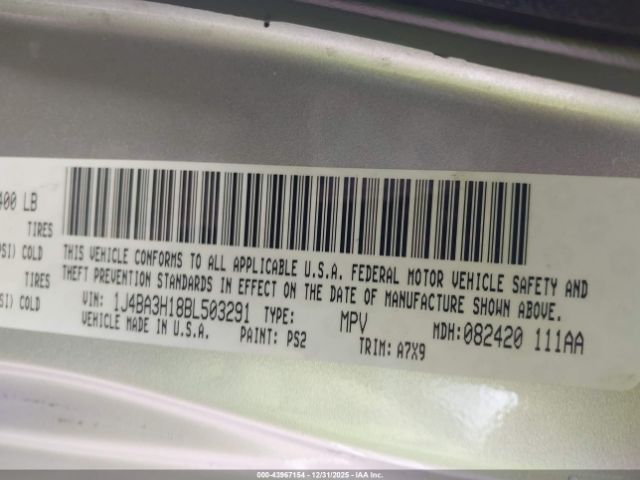 400 LB
TIRES
PSI) COLD
TIRES
PSI) COLD
THIS VEHICLE CONFORMS TO ALL APPLICABLE U.S.A. FEDERAL MOTOR VEHICLE SAFETY AND
THEFT PREVENTION STANDARDS IN EFFECT ON THE DATE OF MANUFACTURE SHOWN ABOVE.
VIN: 1J4BA3H18BL503291 TYPE: MPV MDH:082420 111AA
VEHICLE MADE IN U.S.A. PAINT: PS2 TRIM: A7X9
000-43967154 - 12/31/2025 - IAA Inc.